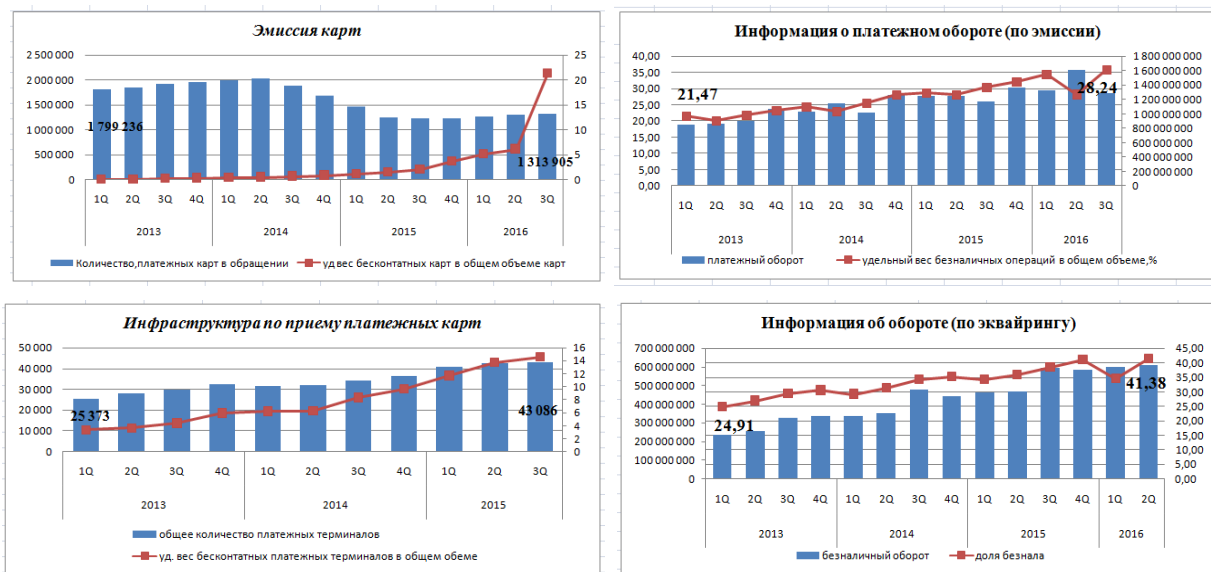 Эмиссия карт
2 500 000
2 000 000
1 500 000
1 000 000
500 000
0
25
20
15
10
5
0
1 799 236
1 313 905
1Q 2Q 3Q 4Q 1Q 2Q 3Q 4Q 1Q 2Q 3Q 4Q 1Q 2Q 3Q
2013 2014 2015 2016
Количество,платежных карт в обращении уд вес бесконтатных карт в общем объеме карт
Информация о платежном обороте (по эмиссии)
40,00
35,00
30,00
25,00
20,00
15,00
10,00
5,00
0,00
1 800 000 000
1 600 000 000
1 400 000 000
1 200 000 000
1 000 000 000
800 000 000
600 000 000
400 000 000
200 000 000
0
21,47
28,24
1Q 2Q 3Q 4Q 1Q 2Q 3Q 4Q 1Q 2Q 3Q 4Q 1Q 2Q 3Q
2013 2014 2015 2016
платежный оборот удельный вес безналичных операций в общем объеме,%
Инфраструктура по приему платежных карт
50 000
40 000
30 000
20 000
10 000
0
16
14
12
10
8
6
4
2
0
25 373
43 086
1Q 2Q 3Q 4Q 1Q 2Q 3Q 4Q 1Q 2Q 3Q
2013 2014 2015
общее количество платежных терминалов
уд. вес бесконтатных платежных терминалов в общем обеме
Информация об обороте (по эквайрингу)
700 000 000
600 000 000
500 000 000
400 000 000
300 000 000
200 000 000
100 000 000
0
45,00
40,00
35,00
30,00
25,00
20,00
15,00
10,00
5,00
0,00
24,91
41,38
1Q 2Q 3Q 4Q 1Q 2Q 3Q 4Q 1Q 2Q 3Q 4Q 1Q 2Q
2013 2014 2015 2016
безналичный оборот доля безнала